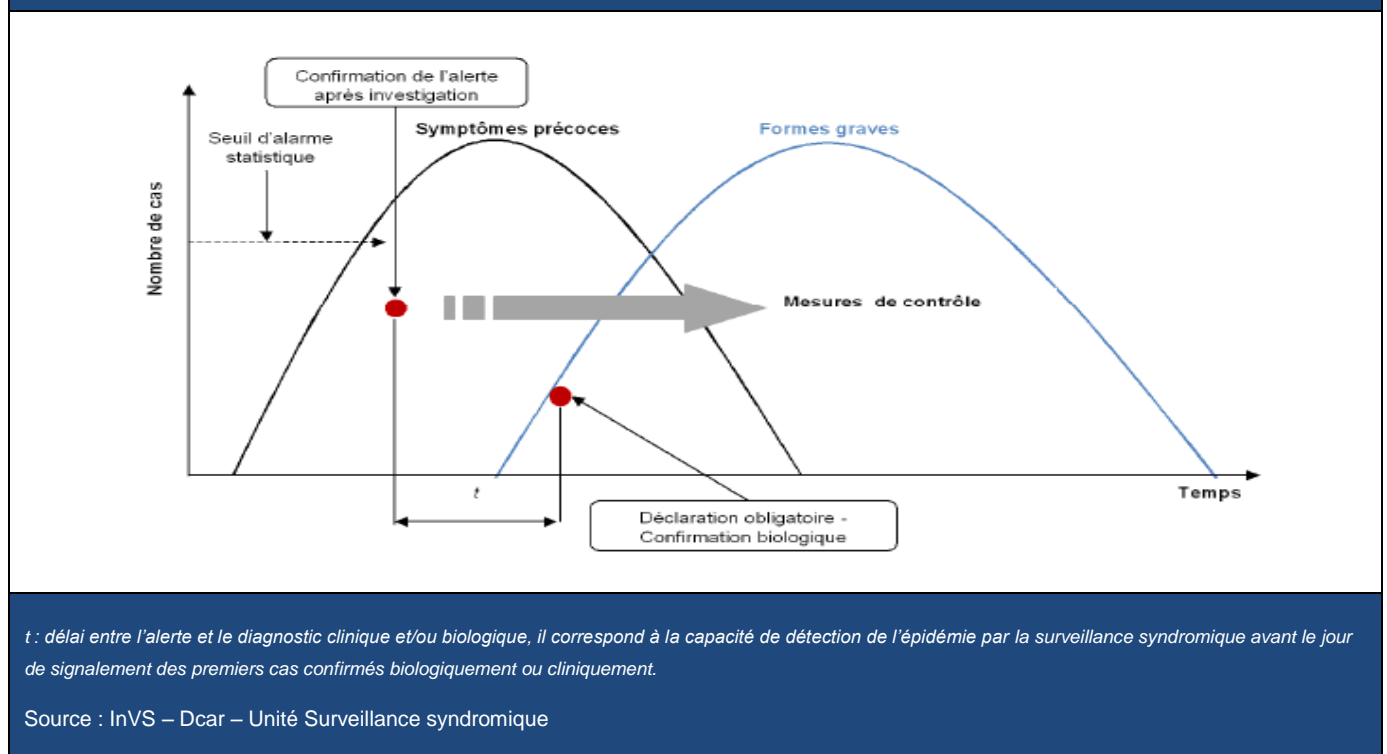 Confirmation de l'alerte
après investigation
Symptômes précoces
Formes graves
Seuil d'alarme
statistique
Nombre de cas
Mesures de contrôle
t
Temps
Déclaration obligatoire -
Confirmation biologique
t : délai entre l'alerte et le diagnostic clinique et/ou biologique, il correspond à la capacité de détection de l'épidémie par la surveillance syndromique avant le jour
de signalement des premiers cas confirmés biologiquement ou cliniquement.
Source : InVS – Dcar – Unité Surveillance syndromique